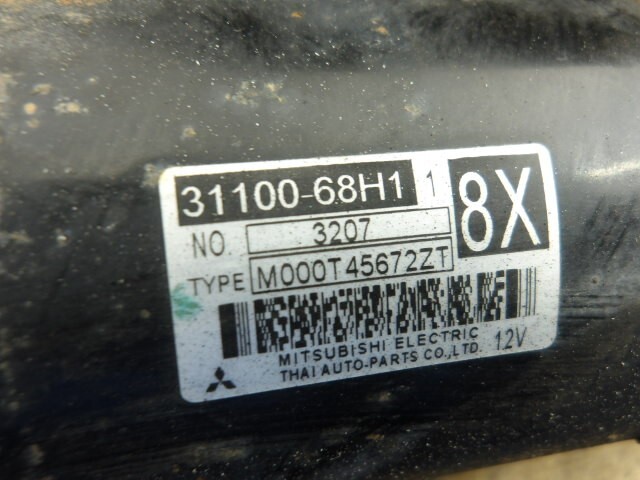 31100-68H1 1
8X
NO. 3207
TYPE M000T45672ZT
MITSUBISHI ELECTRIC
THAI AUTO-PARTS CO.,LTD. 12V